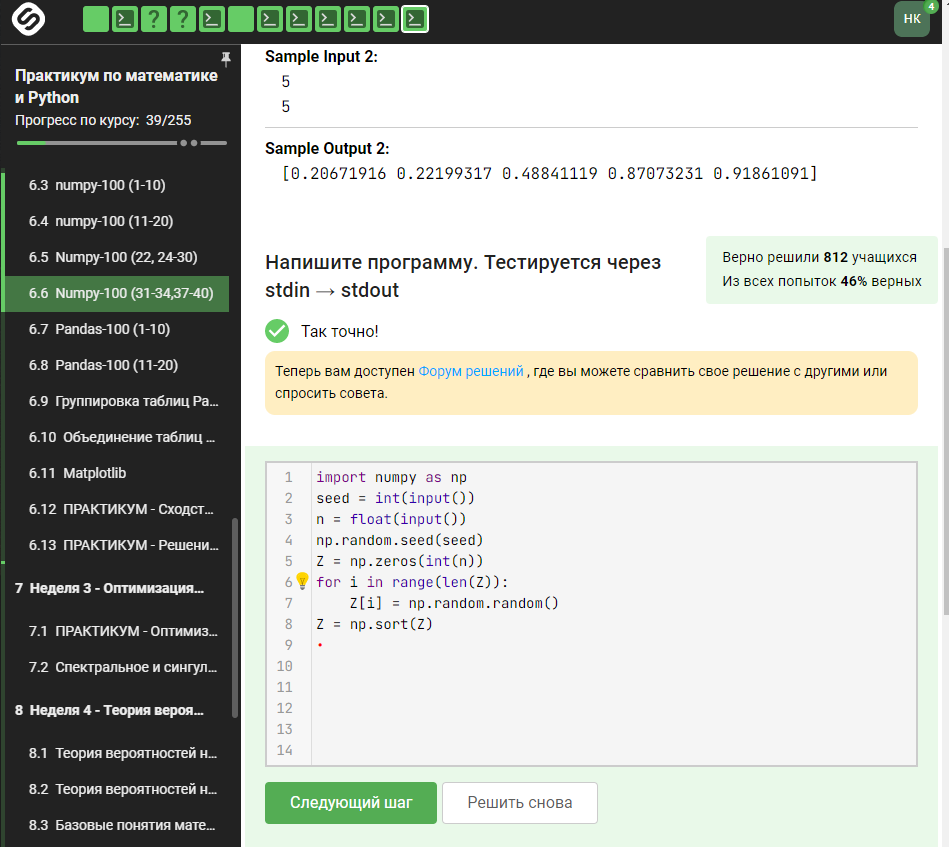 НК
4
Практикум по математике
и Python
Прогресс по курсу: 39/255
6.3 numpy-100 (1-10)
6.4 numpy-100 (11-20)
6.5 Numpy-100 (22, 24-30)
6.6 Numpy-100 (31-34,37-40)
6.7 Pandas-100 (1-10)
6.8 Pandas-100 (11-20)
6.9 Группировка таблиц Pa...
6.10 Объединение таблиц ...
6.11 Matplotlib
6.12 ПРАКТИКУМ - Сходст...
6.13 ПРАКТИКУМ - Решени...
7 Неделя 3 - Оптимизация...
7.1 ПРАКТИКУМ - Оптимиз...
7.2 Спектральное и сингул...
8 Неделя 4 - Теория вероя...
8.1 Теория вероятностей н...
8.2 Теория вероятностей н...
8.3 Базовые понятия мате...
Sample Input 2:
5
5
Sample Output 2:
[0.20671916 0.22199317 0.48841119 0.87073231 0.91861091]
Напишите программу. Тестируется через
stdin → stdout
Верно решили 812 учащихся
Из всех попыток 46% верных
Так точно!
Теперь вам доступен Форум решений , где вы можете сравнить свое решение с другими или
спросить совета.
1 import numpy as np
2 seed = int(input())
3 n = float(input())
4 np.random.seed(seed)
5 Z = np.zeros(int(n))
6 for i in range(len(Z)):
7 Z[i] = np.random.random()
8 Z = np.sort(Z)
9
10
11
12
13
14
Следующий шаг
Решить снова